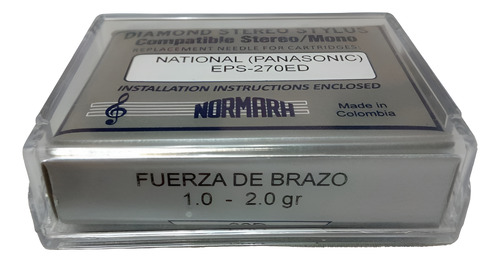 DIAMOND STEREO STYLUS
Compatible Stereo/Mono
REPLACEMENT NEEDLE FOR CARTRIDGES.
NATIONAL (PANASONIC)
EPS-270ED
INSTALLATION INSTRUCTIONS ENCLOSED
NORMARH
Made in
Colombia
FUERZA DE BRAZO
1.0 - 2.0 gr